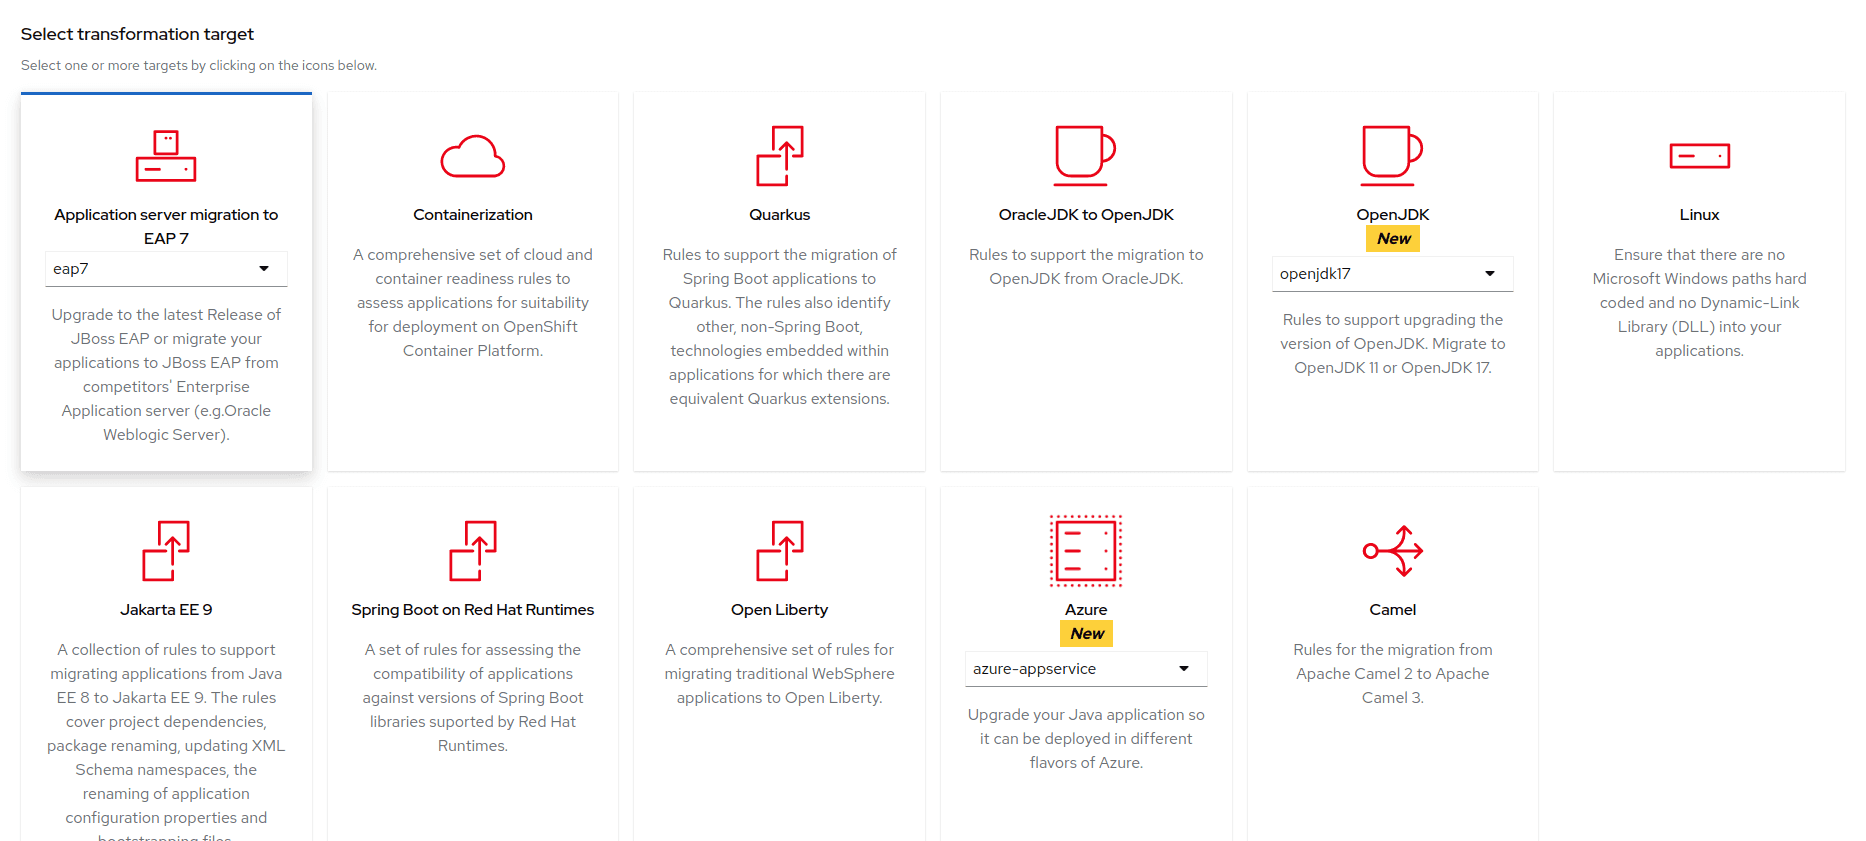 Select transformation target
Select one or more targets by clicking on the icons below.
Application server migration to
EAP 7
eap7
Upgrade to the latest Release of
JBoss EAP or migrate your
applications to JBoss EAP from
competitors' Enterprise
Application server (e.g.Oracle
Weblogic Server).
Containerization
A comprehensive set of cloud and
container readiness rules to
assess applications for suitability
for deployment on OpenShift
Container Platform.
Quarkus
Rules to support the migration of
Spring Boot applications to
Quarkus. The rules also identify
other, non-Spring Boot,
technologies embedded within
applications for which there are
equivalent Quarkus extensions.
OracleJDK to OpenJDK
Rules to support the migration to
OpenJDK from OracleJDK.
OpenJDK
New
openjdk17
Rules to support upgrading the
version of OpenJDK. Migrate to
OpenJDK 11 or OpenJDK 17.
Linux
Ensure that there are no
Microsoft Windows paths hard
coded and no Dynamic-Link
Library (DLL) into your
applications.
Jakarta EE 9
A collection of rules to support
migrating applications from Java
EE 8 to Jakarta EE 9. The rules
cover project dependencies,
package renaming, updating XML
Schema namespaces, the
renaming of application
configuration properties and
bootstrapping files.
Spring Boot on Red Hat Runtimes
A set of rules for assessing the
compatibility of applications
against versions of Spring Boot
libraries suported by Red Hat
Runtimes.
Open Liberty
A comprehensive set of rules for
migrating traditional WebSphere
applications to Open Liberty.
Azure
New
azure-appservice
Upgrade your Java application so
it can be deployed in different
flavors of Azure.
Camel
Rules for the migration from
Apache Camel 2 to Apache
Camel 3.